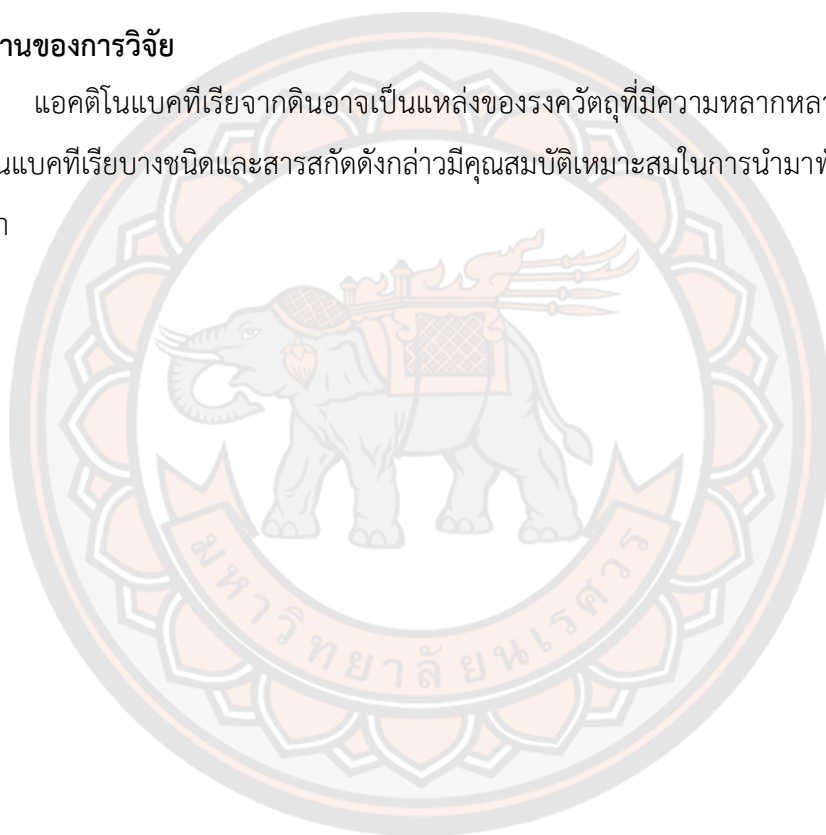 านของการวิจัย
แอคติโนแบคทีเรียจากดินอาจเป็นแหล่งของรงควัตถุที่มีความหลากหลา
นแบคทีเรียบางชนิดและสารสกัดดังกล่าวมีคุณสมบัติเหมาะสมในการนำมาพ
า
มหาวิทยาลัยนเรศวร